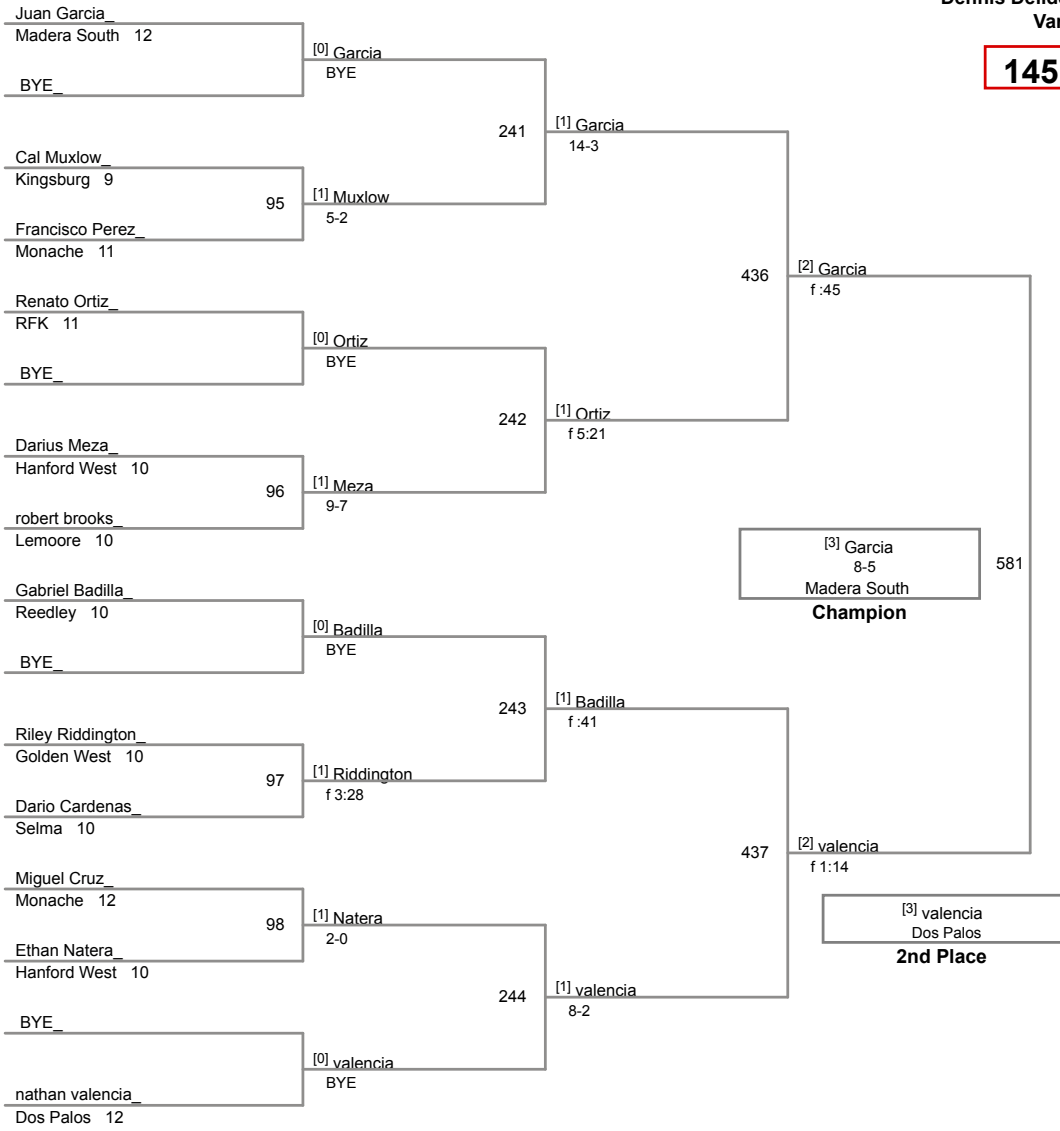 Dennis Deliddo
Var
145
Juan Garcia_
Madera South 12
BYE_
Cal Muxlow_
Kingsburg 9
95
Francisco Perez_
Monache 11
Renato Ortiz_
RFK 11
BYE_
Darius Meza_
Hanford West 10
96
robert brooks_
Lemoore 10
Gabriel Badilla_
Reedley 10
BYE_
Riley Riddington_
Golden West 10
97
Dario Cardenas_
Selma 10
Miguel Cruz_
Monache 12
98
Ethan Natera_
Hanford West 10
BYE_
nathan valencia_
Dos Palos 12
[0] Garcia
BYE
241
[1] Muxlow
5-2
[0] Ortiz
BYE
242
[1] Meza
9-7
[0] Badilla
BYE
243
[1] Riddington
f 3:28
[1] Natera
2-0
244
[0] valencia
BYE
[1] Garcia
14-3
436
[1] Ortiz
f 5:21
[1] Badilla
f :41
437
[1] valencia
8-2
[2] Garcia
f :45
581
[2] valencia
f 1:14
[3] Garcia
8-5
Madera South
Champion
[3] valencia
Dos Palos
2nd Place